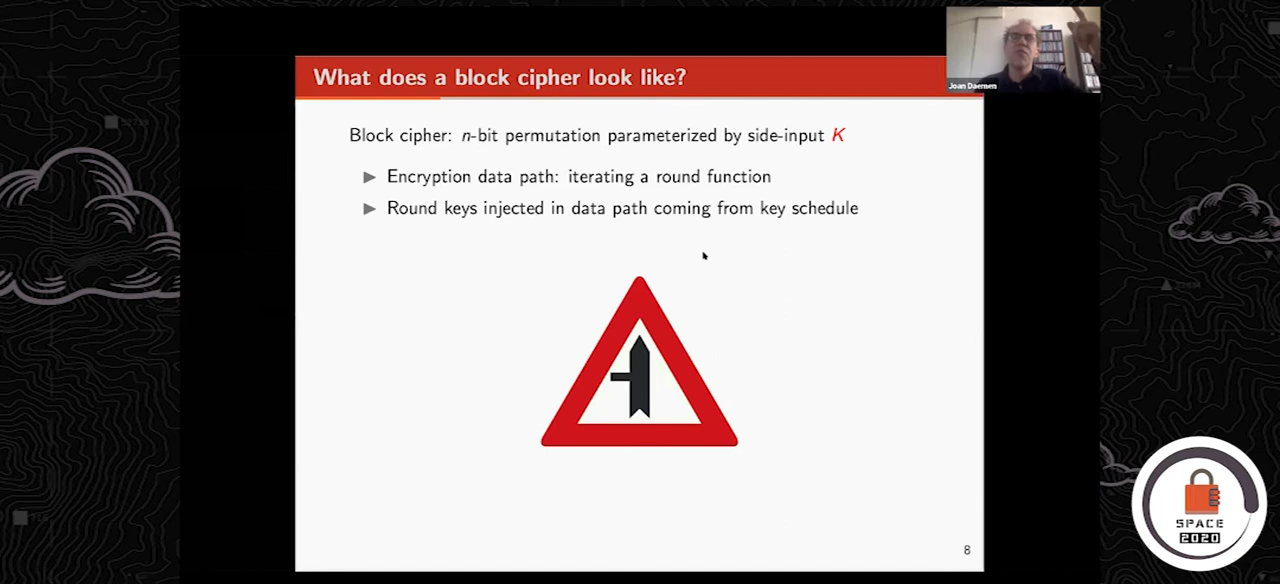 What does a block cipher look like?
Joan Daemen
Block cipher: n-bit permutation parameterized by side-input K
Encryption data path: iterating a round function
Round keys injected in data path coming from key schedule
8
SPACE
2020